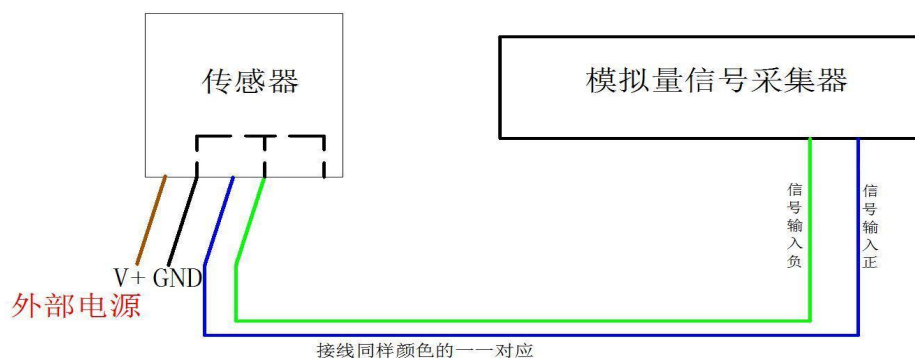 传感器
模拟量信号采集器
信号输入负
信号输入正
V+ GND
外部电源
接线同样颜色的一一对应